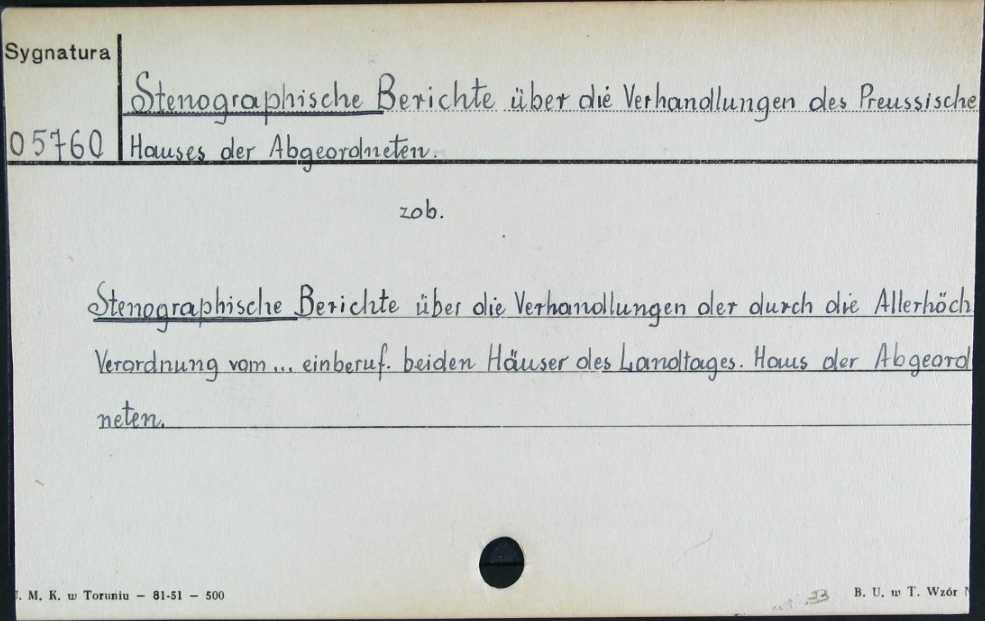 Sygnatura
Stenographische Berichte über die Verhandlungen des Preussische
05760 Hauses der Abgeordneten.
zob.
Stenographische Berichte über die Verhandlungen der durch die Allerhöch
Verordnung vom ... einberuf. beiden Häuser des Landtages. Haus der Abgeord
neten.
. M. K. w Toruniu – 81-51 – 500
33
B. U. w T. Wzór N